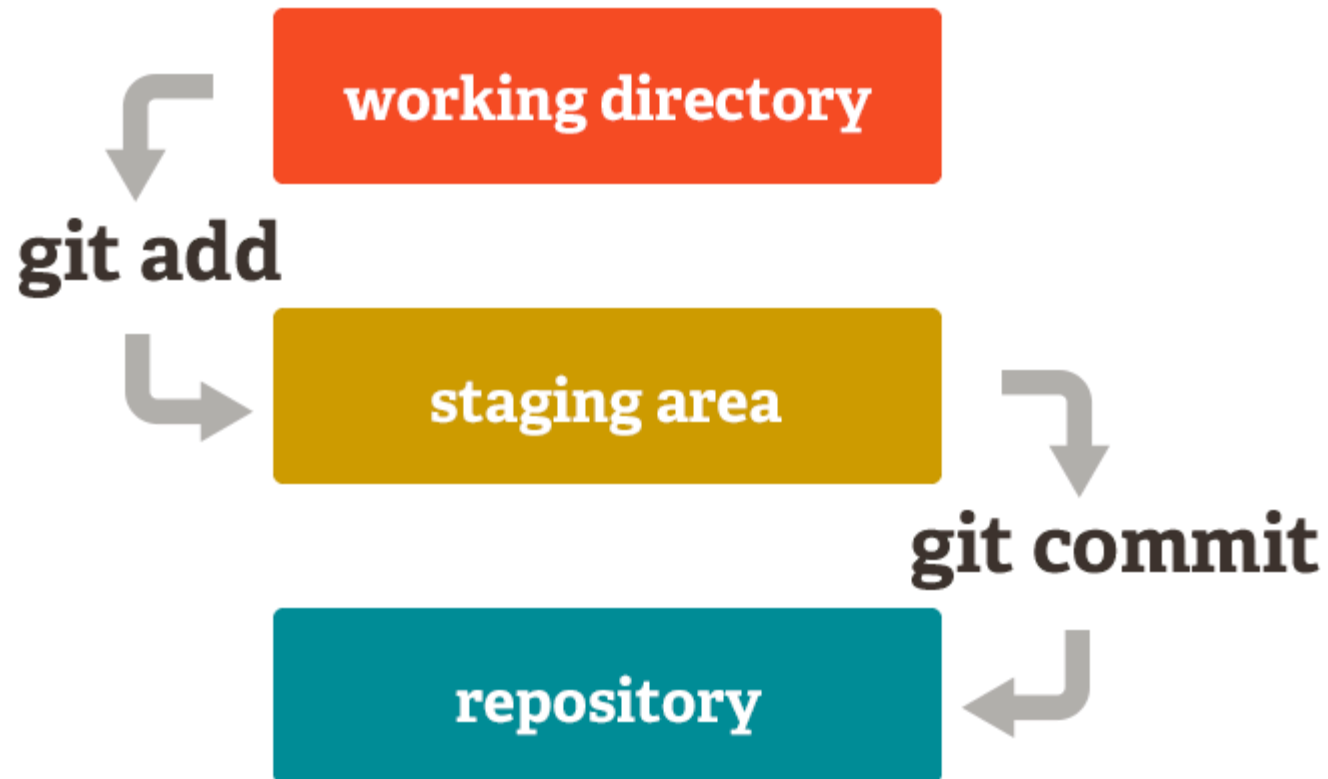 working directory
git add
staging area
git commit
repository